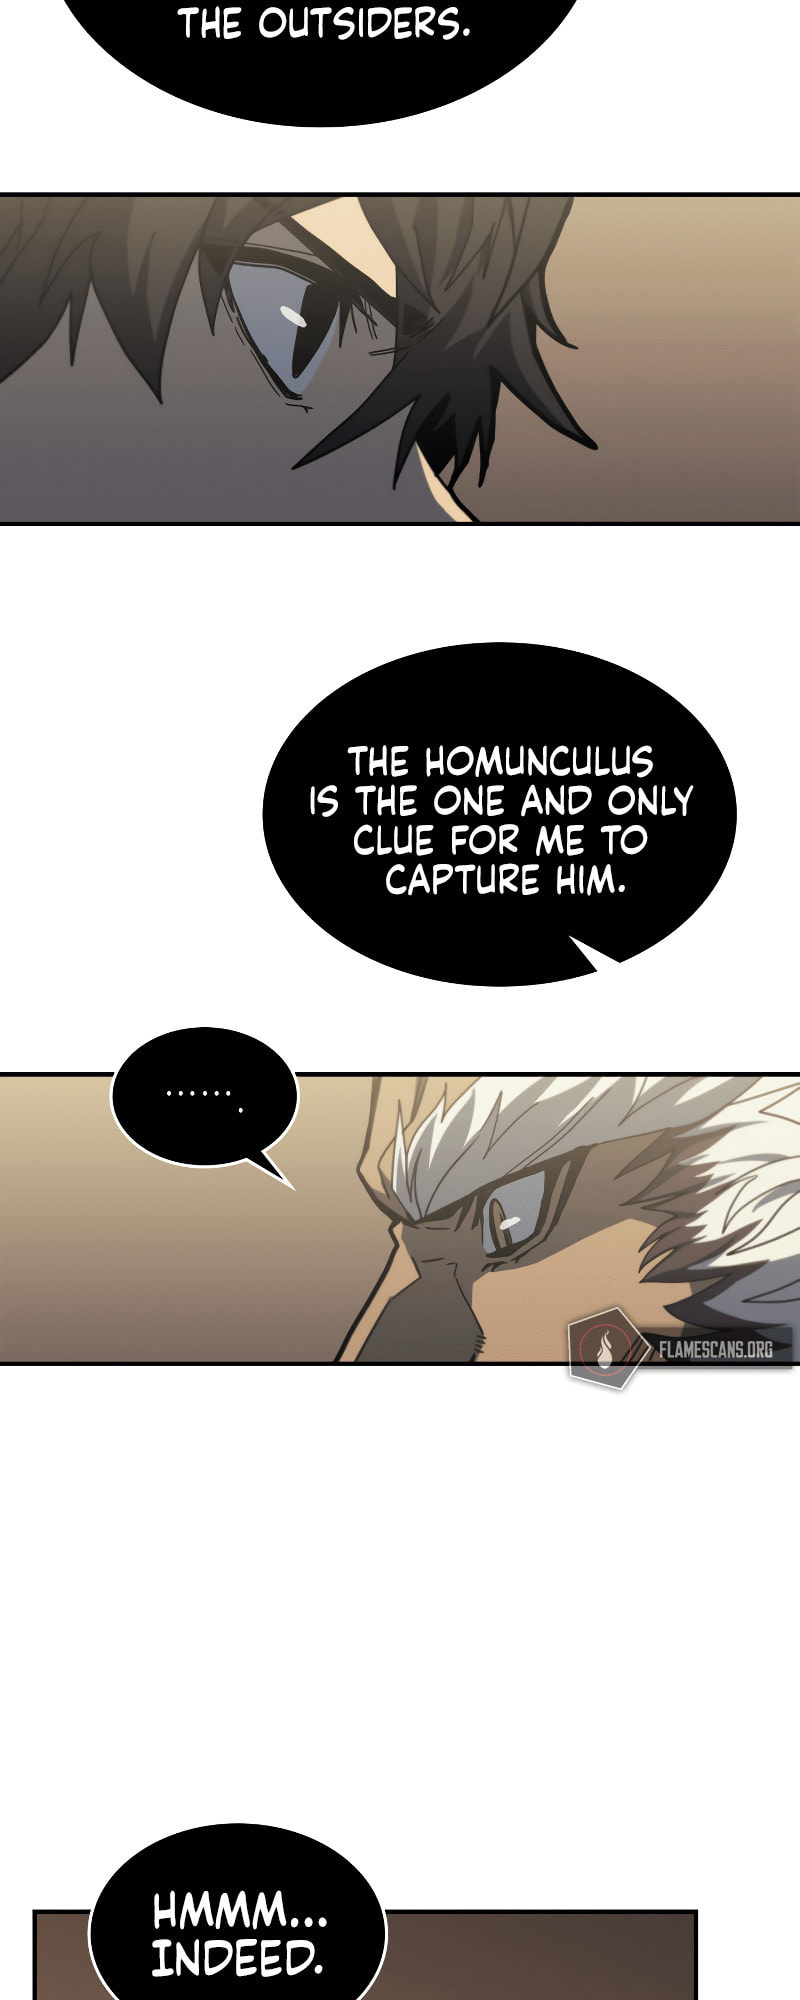 THE OUTSIDERS.
THE HOMUNCULUS
IS THE ONE AND ONLY
CLUE FOR ME TO
CAPTURE HIM.
.......
FLAMESCANS.ORG
HMMM...
INDEED.